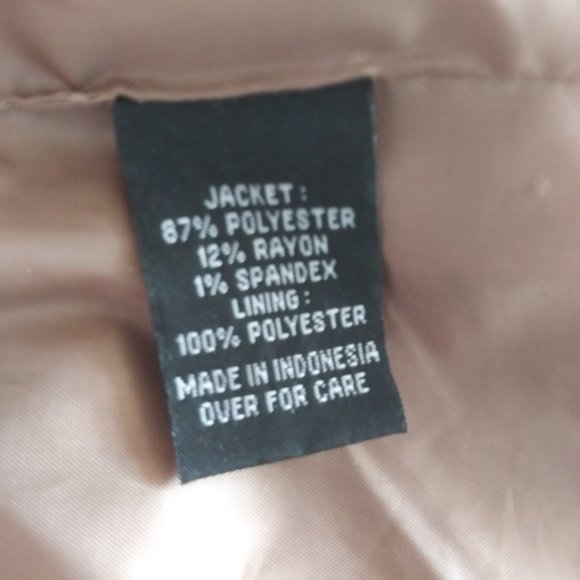 JACKET:
87% POLYESTER
12% RAYON
1% SPANDEX
LINING:
100% POLYESTER
MADE IN INDONESIA
OVER FOR CARE